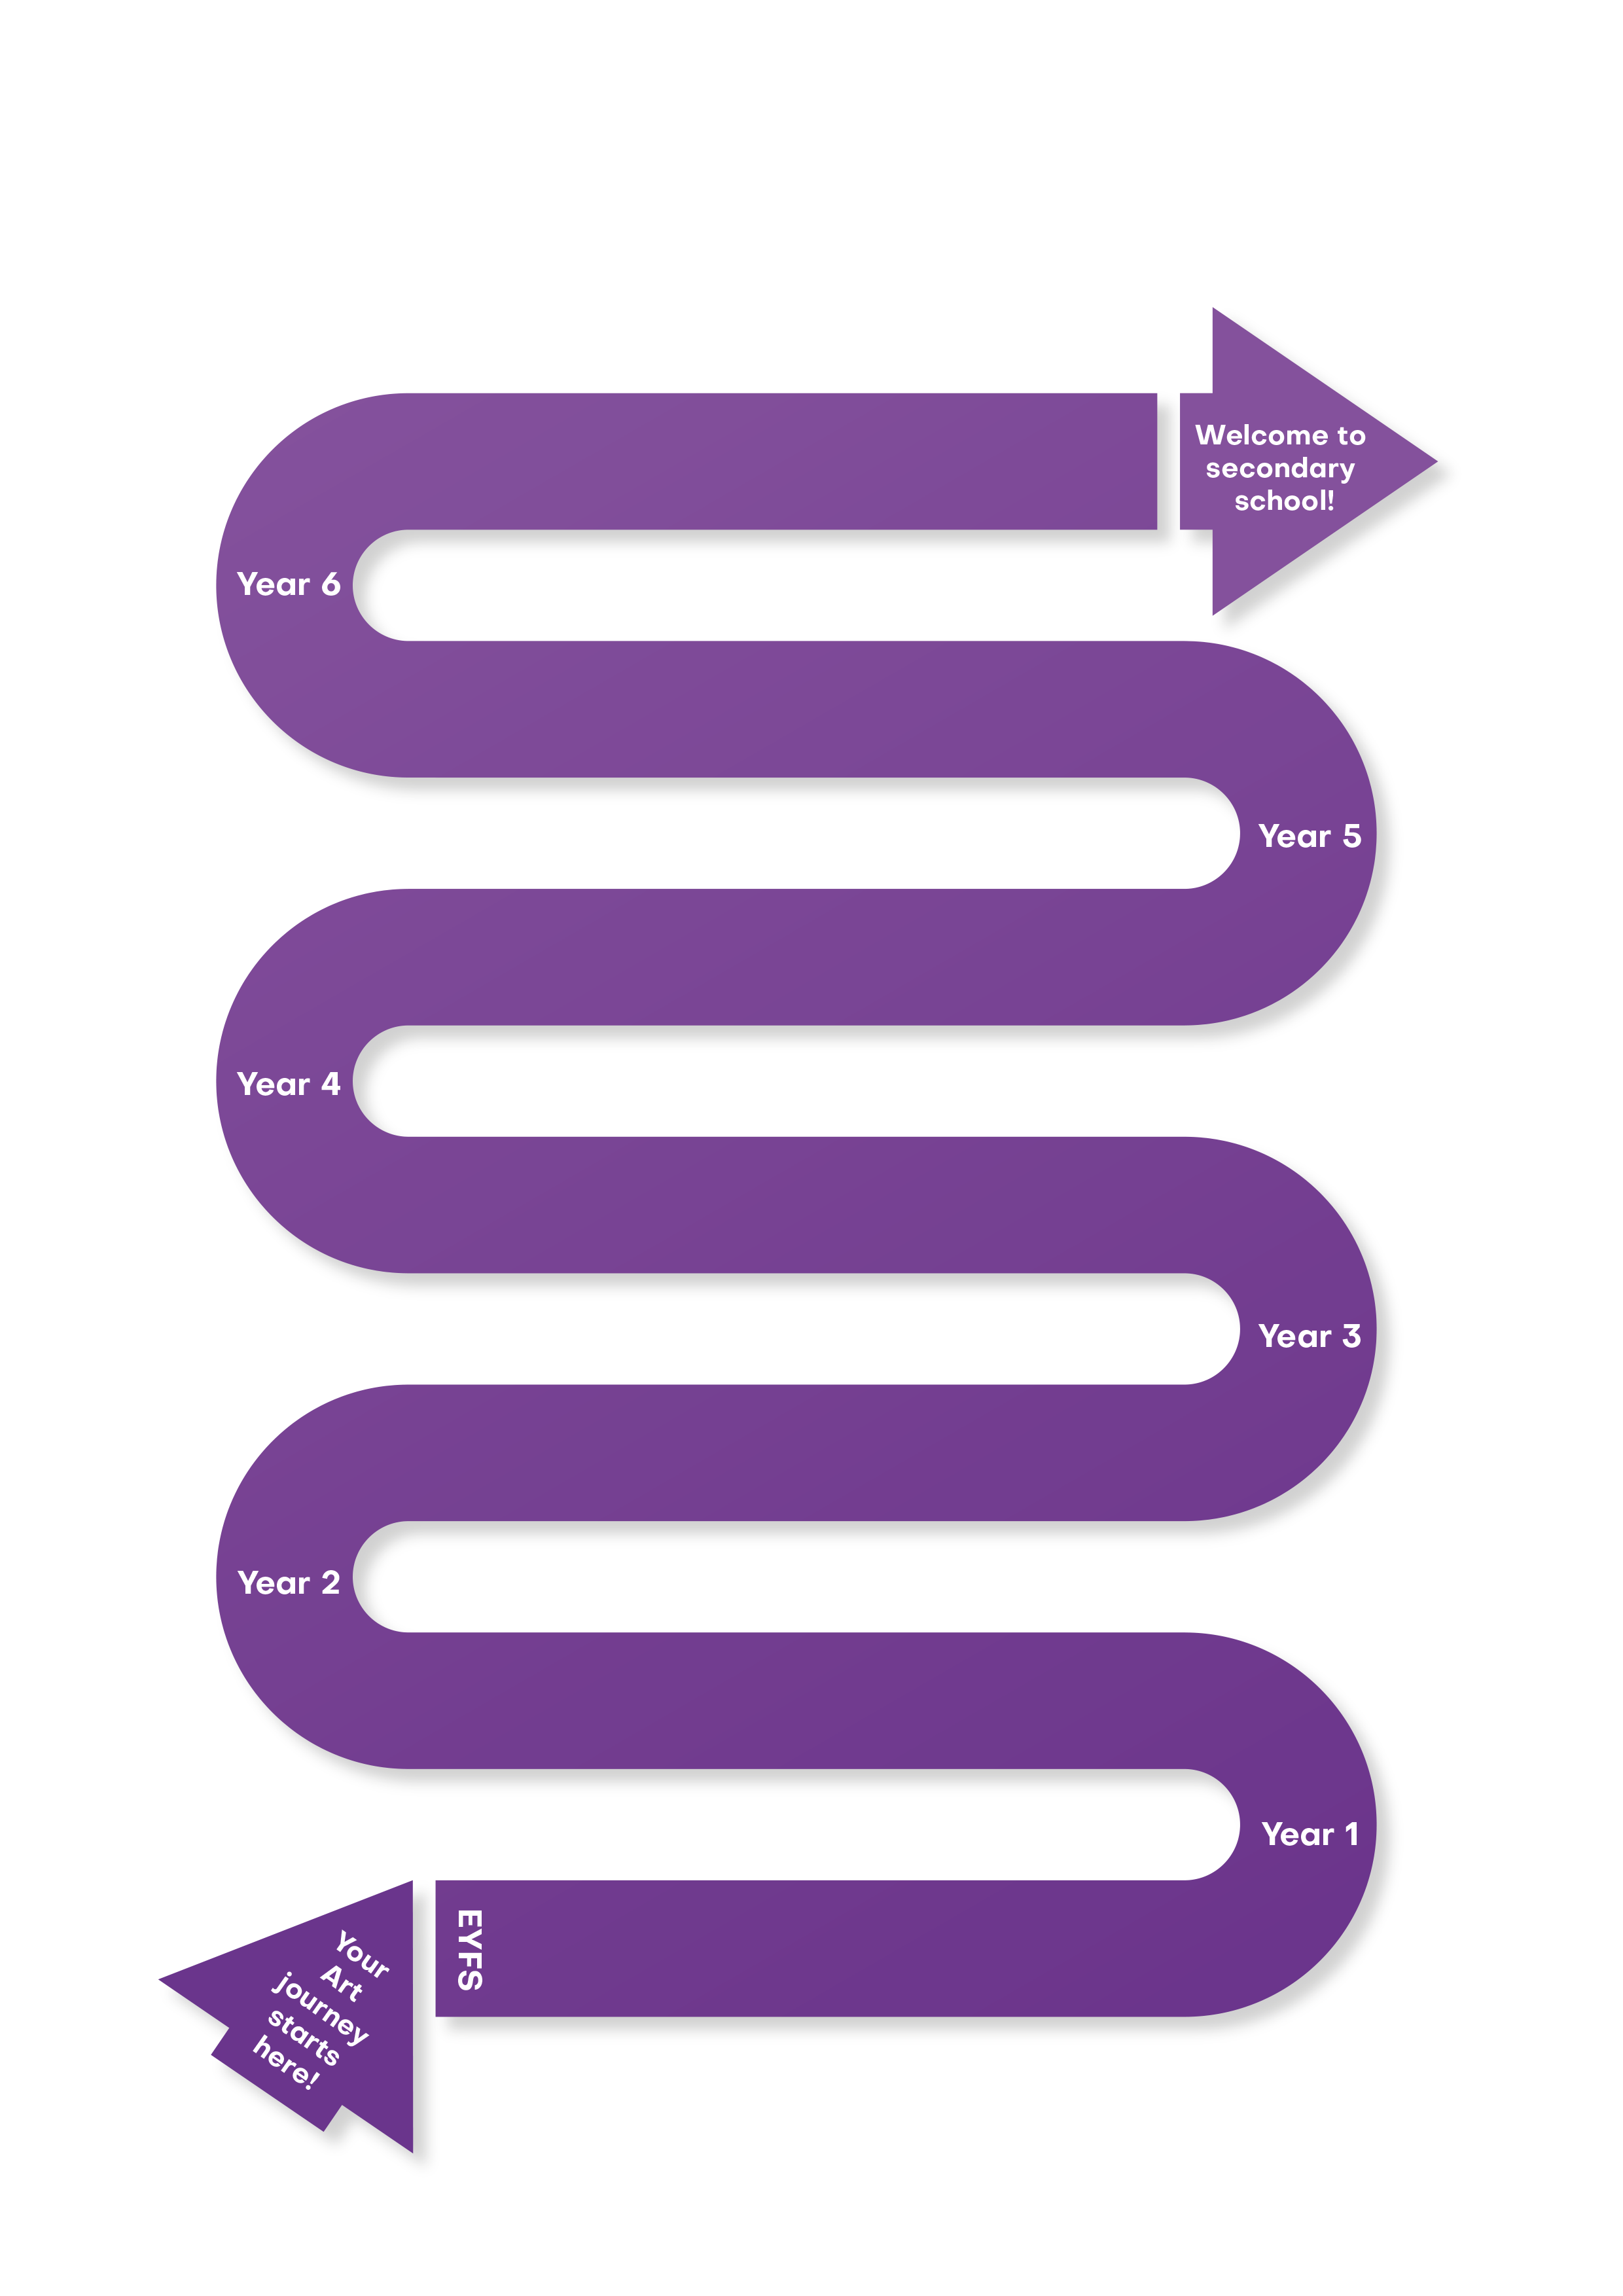 Welcome to
secondary
school!
Year 6
Year 5
Year 4
Year 3
Year 2
Year 1
EYFS
Your
Art
journey
starts
here!